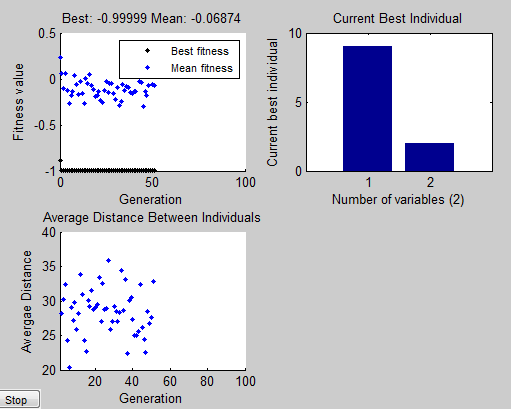 Best: -0.99999 Mean: -0.06874
0.5
0
-0.5
-1
Fitness value
Best fitness
Mean fitness
0
50
100
Generation
Current Best Individual
10
5
0
Current best individual
1
2
Number of variables (2)
Average Distance Between Individuals
40
35
30
25
20
Avergae Distance
20
40
60
80
100
Generation
Stop